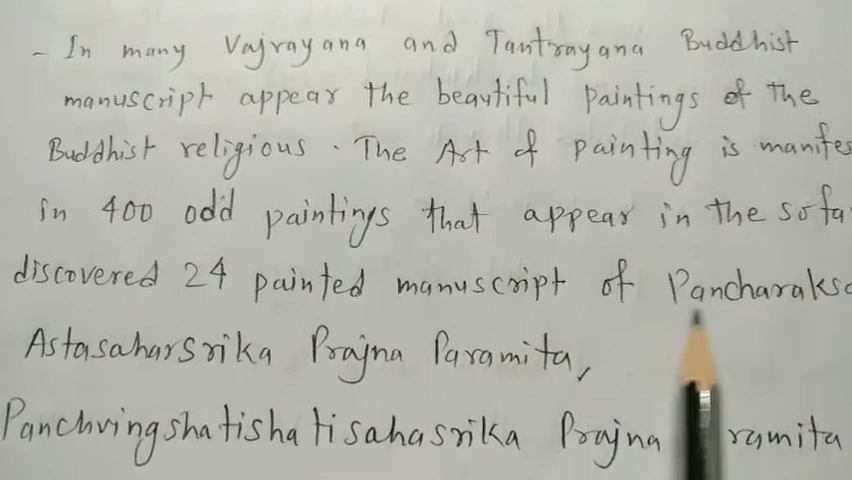 - In many Vajrayana and Tantrayana Buddhist
manuscript appear the beautiful paintings of the
Buddhist religious. The Art of painting is manifes
in 400 odd paintings that appear in the sofa
discovered 24 painted manuscript of Pancharaks
Astasaharsrika Prajna Paramita,
Panchvingshatishatisahasrika Prajna ramita